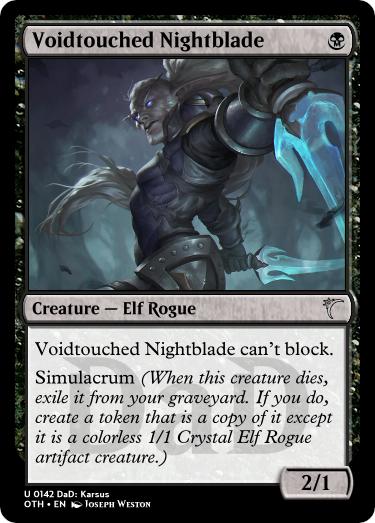 Voidtouched Nightblade
Creature — Elf Rogue
Voidtouched Nightblade can't block.
Simulacrum (When this creature dies,
exile it from your graveyard. If you do,
create a token that is a copy of it except
it is a colorless 1/1 Crystal Elf Rogue
artifact creature.)
DaD
2/1
U 0142 DaD: Karsus
OTH • EN Joseph Weston